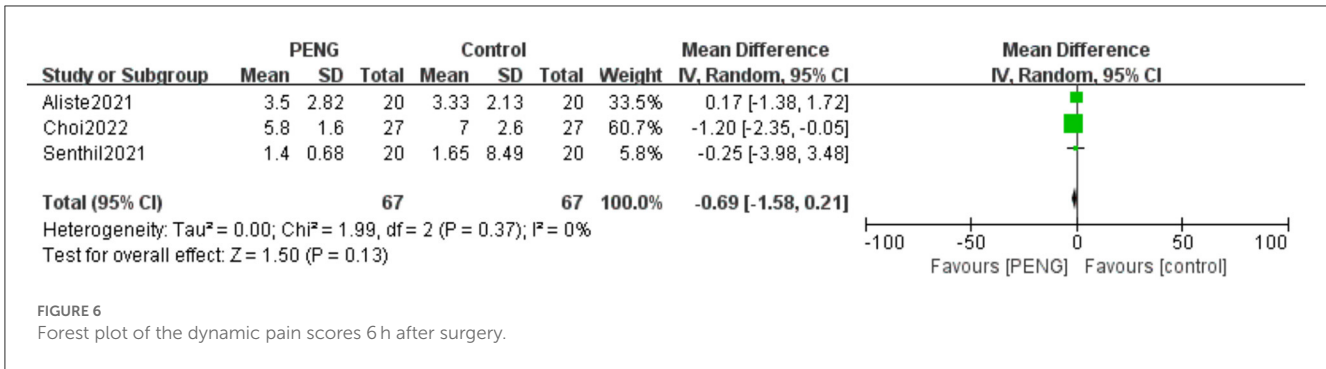 PENG Control Mean Difference Mean Difference
Study or Subgroup Mean SD Total Mean SD Total Weight IV, Random, 95% CI IV, Random, 95% CI
Aliste2021 3.5 2.82 20 3.33 2.13 20 33.5% 0.17 [-1.38, 1.72]
Choi2022 5.8 1.6 27 7 2.6 27 60.7% -1.20 [-2.35, -0.05]
Senthil2021 1.4 0.68 20 1.65 8.49 20 5.8% -0.25 [-3.98, 3.48]
Total (95% CI) 67 67 100.0% -0.69 [-1.58, 0.21]
Heterogeneity: Tau² = 0.00; Chi² = 1.99, df = 2 (P = 0.37); I² = 0%
Test for overall effect: Z = 1.50 (P = 0.13)
-100 -50 0 50 100
Favours [PENG] Favours [control]
FIGURE 6
Forest plot of the dynamic pain scores 6 h after surgery.